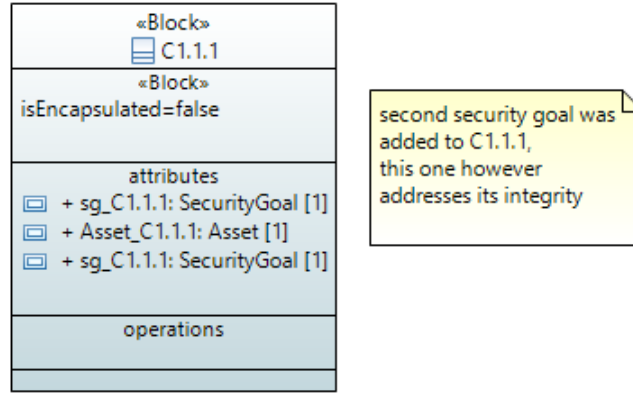 «Block»
C1.1.1
«Block»
isEncapsulated=false
attributes
+ sg_C1.1.1: SecurityGoal [1]
+ Asset_C1.1.1: Asset [1]
+ sg_C1.1.1: SecurityGoal [1]
operations
second security goal was
added to C1.1.1,
this one however
addresses its integrity